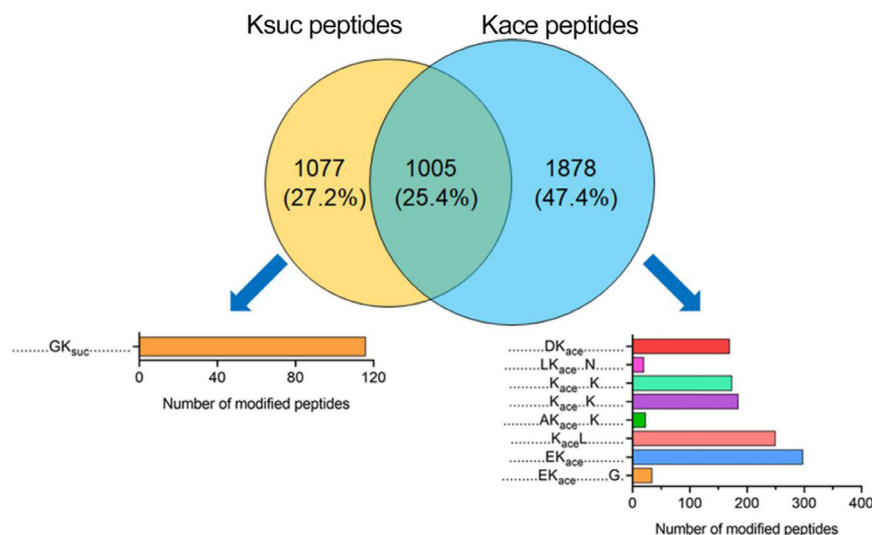 Ksuc peptides
Kace peptides
1077
(27.2%)
1005
(25.4%)
1878
(47.4%)
............GKsuc............
0 40 80 120
Number of modified peptides
............DKace............
............LKace...N.........
............Kace...K..........
............Kace....K.........
............AKace....K........
............KaceL............
............EKace............
............EKace..........G.
0 100 200 300 400
Number of modified peptides